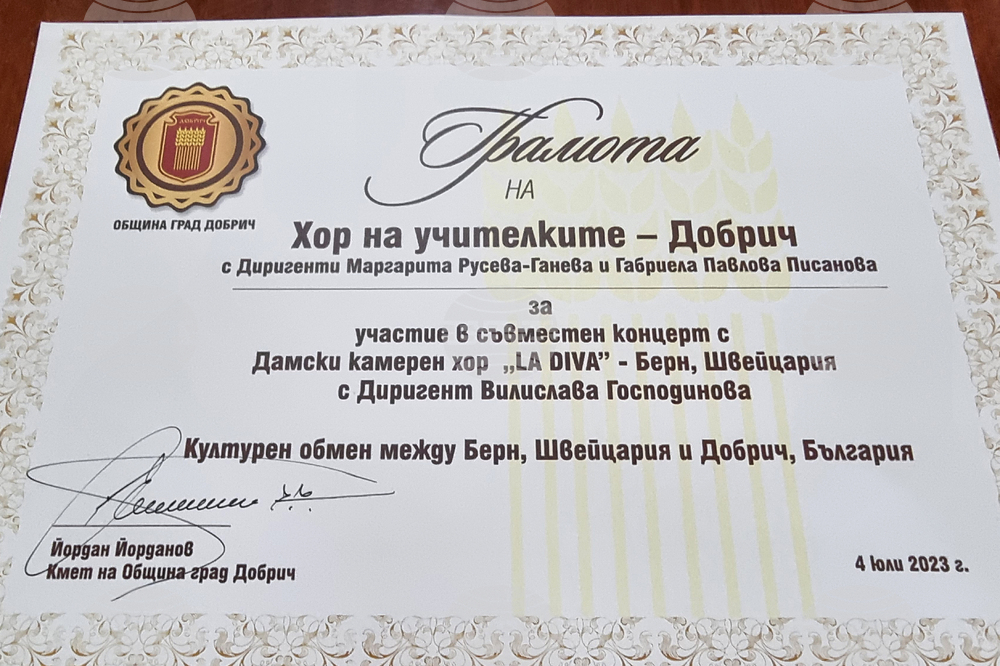 ДОБРИЧ
ОБЩИНА ГРАД ДОБРИЧ
Грамота
НА
Хор на учителките – Добрич
с Диригенти Маргарита Русева-Ганева и Габриела Павлова Писанова
за
участие в съвместен концерт с
Дамски камерен хор „LA DIVA” - Берн, Швейцария
с Диригент Вилислава Господинова
Културен обмен между Берн, Швейцария и Добрич, България
Йордан Йорданов
Кмет на Община град Добрич
4 Юли 2023 г.